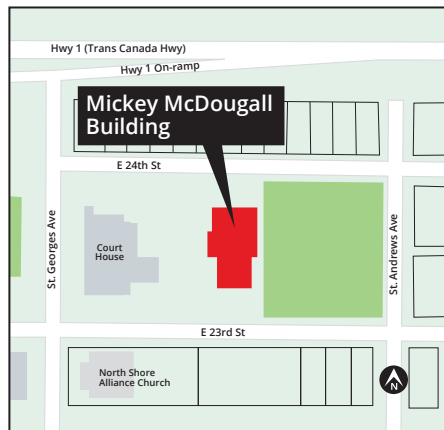 Hwy 1 (Trans Canada Hwy)
Hwy 1 On-ramp
Mickey McDougall
Building
E 24th St
St. Georges Ave
Court
House
St. Andrews Ave
E 23rd St
North Shore
Alliance Church
N